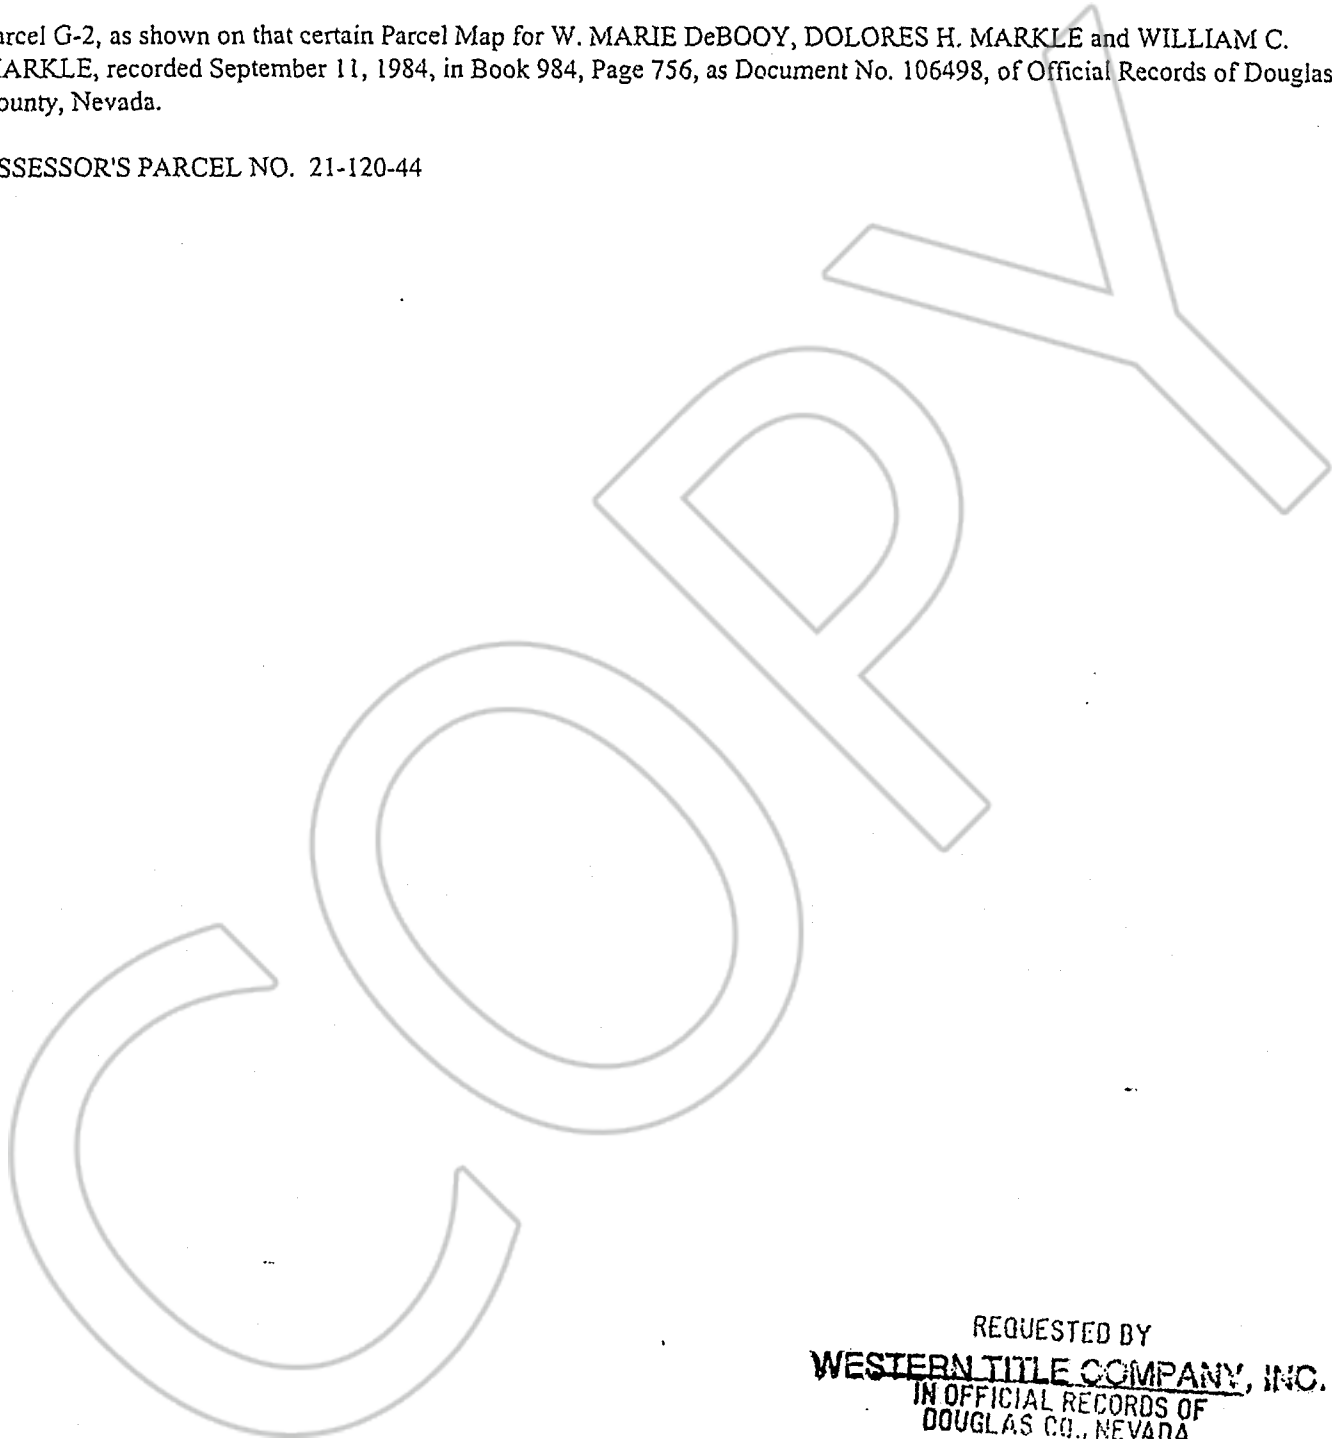 arcel G-2, as shown on that certain Parcel Map for W. MARIE DeBOOY, DOLORES H. MARKLE and WILLIAM C.
ARKLE, recorded September 11, 1984, in Book 984, Page 756, as Document No. 106498, of Official Records of Douglas
ounty, Nevada.
SSESSOR'S PARCEL NO. 21-120-44
COPY
REQUESTED BY
WESTERN TITLE COMPANY, INC.
IN OFFICIAL RECORDS OF
DOUGLAS CO., NEVADA